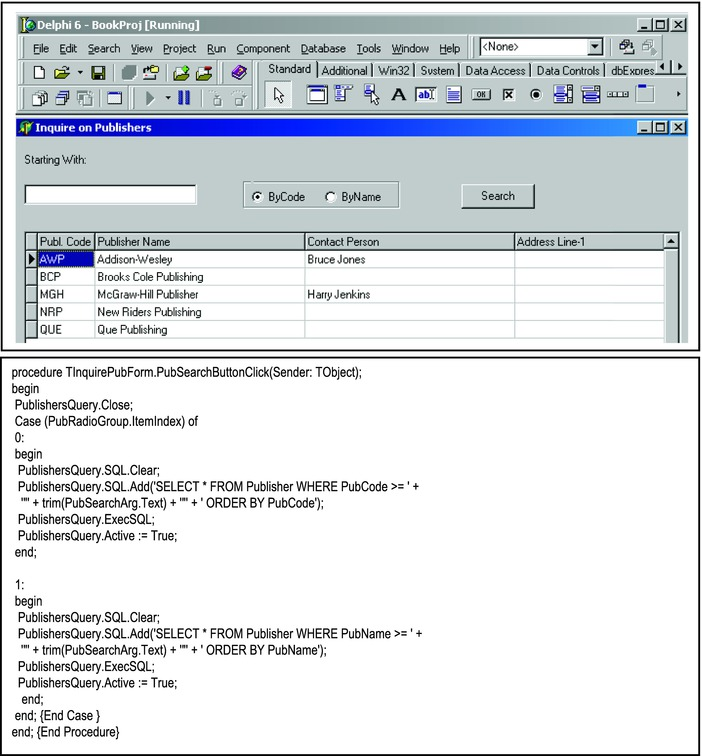 Delphi 6 - BookProj [Running]
File Edit Search View Project Run Component Database Tools Window Help <None>
Standard Additional Win32 System Data Access Data Controls dbExpres
A ab OK
Inquire on Publishers
Starting With:
ByCode ByName Search
Publ. Code Publisher Name Contact Person Address Line-1
AWP Addison-Wesley Bruce Jones
BCP Brooks Cole Publishing
MGH McGraw-Hill Publisher Harry Jenkins
NRP New Riders Publishing
QUE Que Publishing
procedure TInquirePubForm.PubSearchButtonClick(Sender: TObject);
begin
PublishersQuery.Close;
Case (PubRadioGroup.ItemIndex) of
0:
begin
PublishersQuery.SQL.Clear;
PublishersQuery.SQL.Add('SELECT * FROM Publisher WHERE PubCode >= ' +
'"' + trim(PubSearchArg.Text) + '"' + ' ORDER BY PubCode');
PublishersQuery.ExecSQL;
PublishersQuery.Active := True;
end;
1:
begin
PublishersQuery.SQL.Clear;
PublishersQuery.SQL.Add('SELECT * FROM Publisher WHERE PubName >= ' +
'"' + trim(PubSearchArg.Text) + '"' + ' ORDER BY PubName');
PublishersQuery.ExecSQL;
PublishersQuery.Active := True;
end;
end; {End Case }
end; {End Procedure}